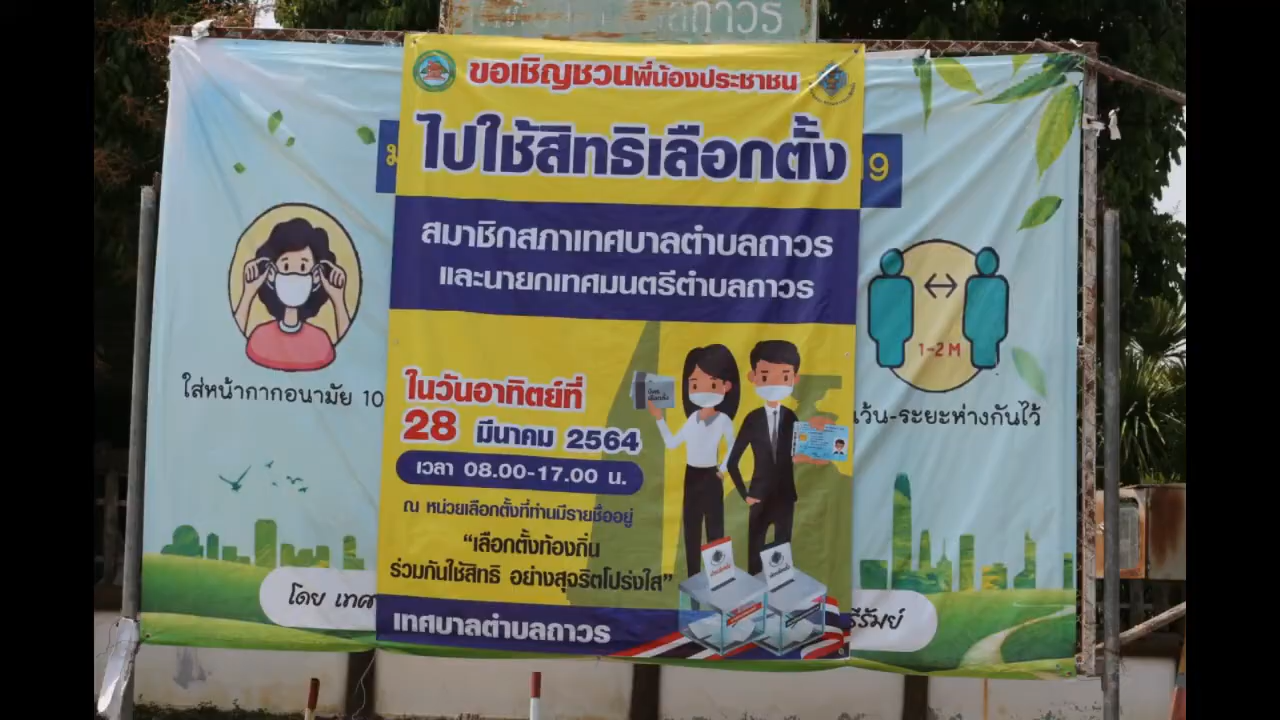 ถาวร
ขอเชิญชวนพี่น้องประชาชน
ไปใช้สิทธิเลือกตั้ง
19
สมาชิกสภาเทศบาลตำบลถาวร
และนายกเทศมนตรีตำบลถาวร
1-2 M
ใส่หน้ากากอนามัย 10
เว้น-ระยะห่างกันไว้
ในวันอาทิตย์ที่
28 มีนาคม 2564
เวลา 08.00-17.00 น.
ณ หน่วยเลือกตั้งที่ท่านมีรายชื่ออยู่
“เลือกตั้งท้องถิ่น
ร่วมกันใช้สิทธิ อย่างสุจริตโปร่งใส”
โดย เทศ
รีรัมย์
เทศบาลตำบลถาวร